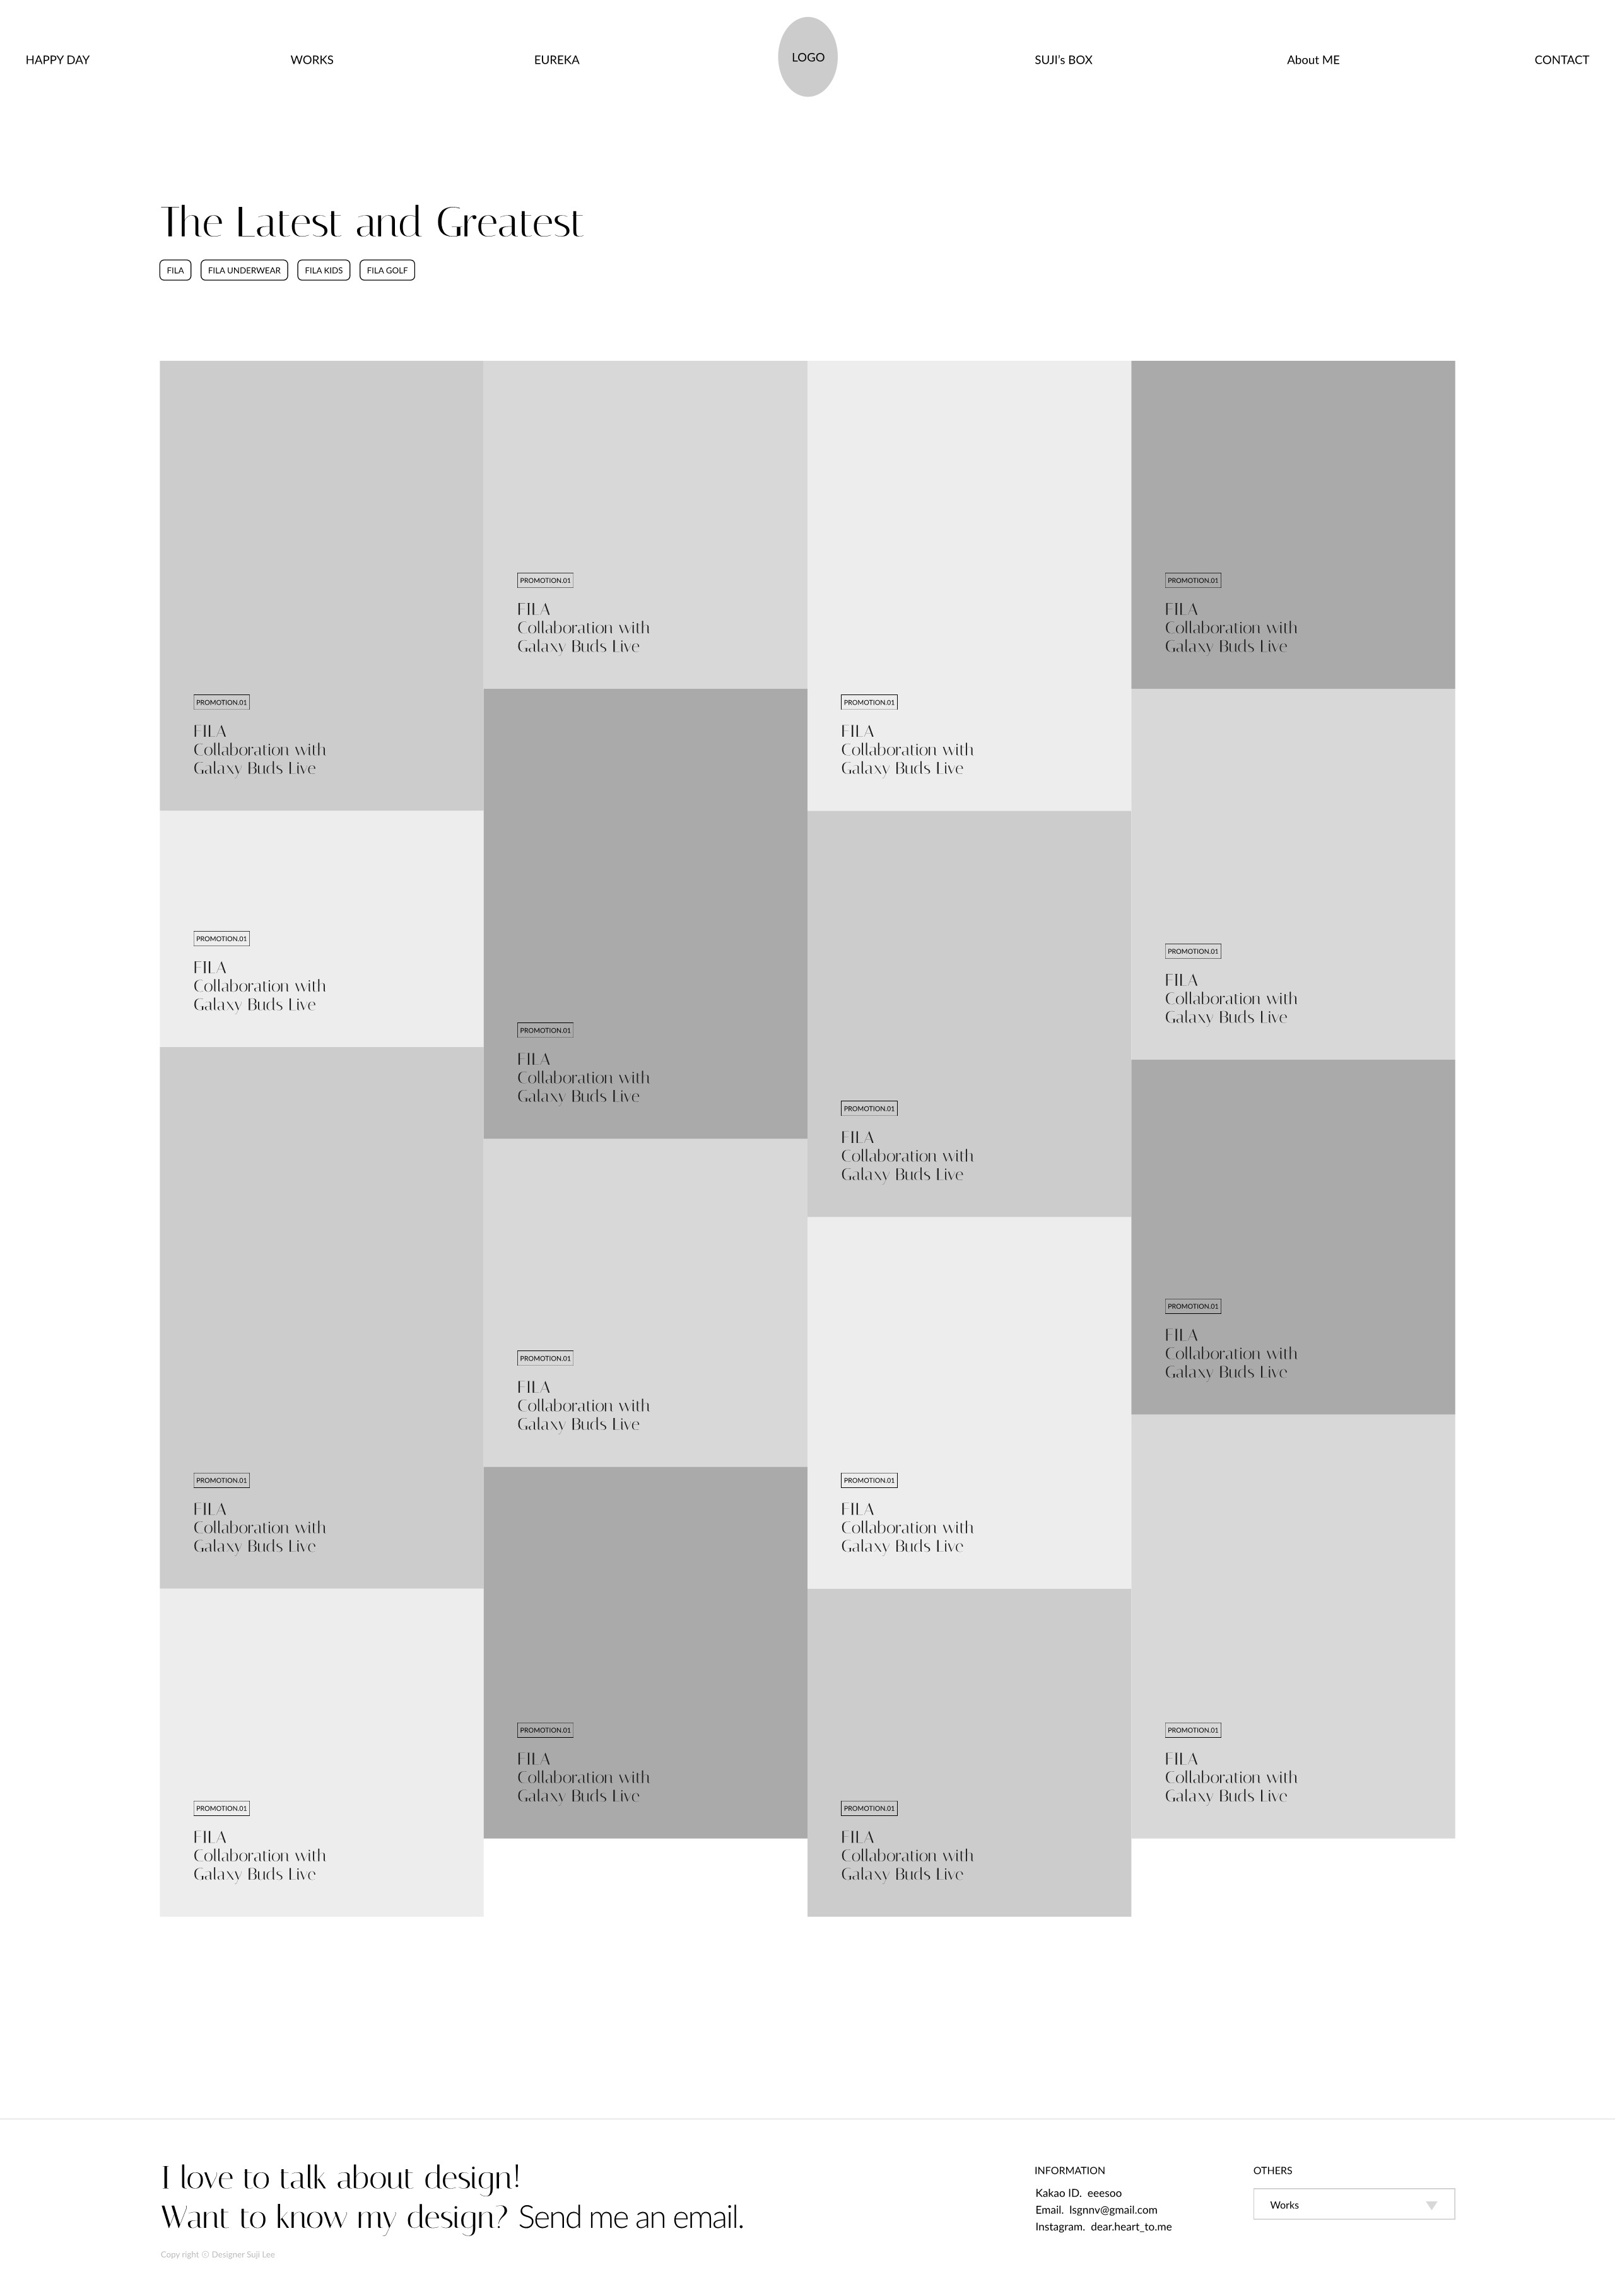 HAPPY DAY
WORKS
EUREKA
LOGO
SUJI's BOX
About ME
CONTACT
The Latest and Greatest
FILA
FILA UNDERWEAR
FILA KIDS
FILA GOLF
PROMOTION.01
FILA
Collaboration with
Galaxy Buds Live
PROMOTION.01
FILA
Collaboration with
Galaxy Buds Live
PROMOTION.01
FILA
Collaboration with
Galaxy Buds Live
PROMOTION.01
FILA
Collaboration with
Galaxy Buds Live
PROMOTION.01
FILA
Collaboration with
Galaxy Buds Live
PROMOTION.01
FILA
Collaboration with
Galaxy Buds Live
PROMOTION.01
FILA
Collaboration with
Galaxy Buds Live
PROMOTION.01
FILA
Collaboration with
Galaxy Buds Live
PROMOTION.01
FILA
Collaboration with
Galaxy Buds Live
PROMOTION.01
FILA
Collaboration with
Galaxy Buds Live
PROMOTION.01
FILA
Collaboration with
Galaxy Buds Live
PROMOTION.01
FILA
Collaboration with
Galaxy Buds Live
PROMOTION.01
FILA
Collaboration with
Galaxy Buds Live
PROMOTION.01
FILA
Collaboration with
Galaxy Buds Live
PROMOTION.01
FILA
Collaboration with
Galaxy Buds Live
PROMOTION.01
FILA
Collaboration with
Galaxy Buds Live
I love to talk about design!
Want to know my design? Send me an email.
Copy right ⓒ Designer Suji Lee
INFORMATION
Kakao ID. eeesoo
Email. lsgnnv@gmail.com
Instagram. dear.heart_to.me
OTHERS
Works